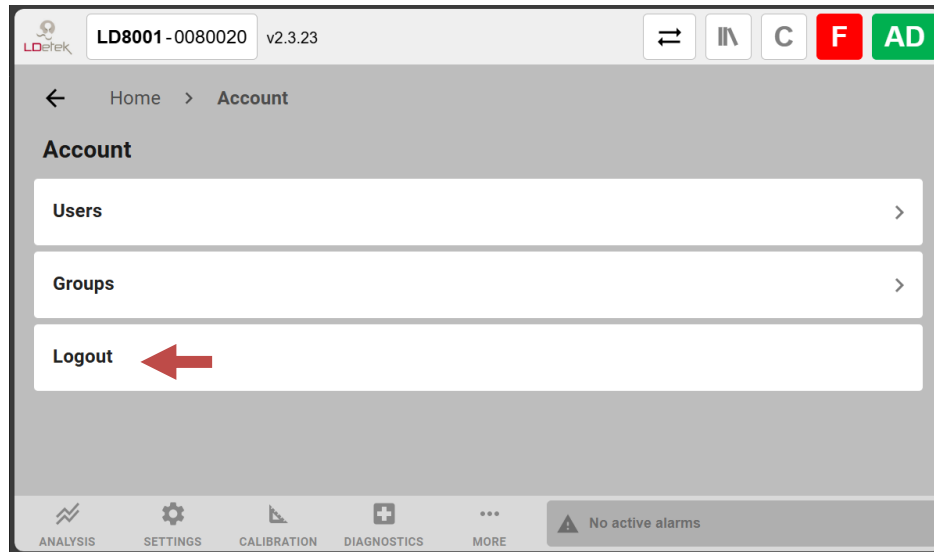 LDetek LD8001-0080020 v2.3.23 C F AD
Home > Account
Account
Users
Groups
Logout
ANALYSIS SETTINGS CALIBRATION DIAGNOSTICS MORE No active alarms